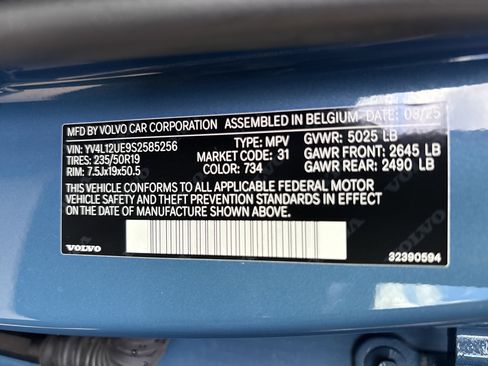 MFD BY VOLVO CAR CORPORATION ASSEMBLED IN BELGIUM DATE: 03/25
VIN: YV4L12UE9S2585256 TYPE: MPV GVWR: 5025 LB
TIRES: 235/50R19 MARKET CODE: 31 GAWR FRONT: 2645 LB
RIM: 7.5Jx19x50.5 COLOR: 734 GAWR REAR: 2490 LB
THIS VEHICLE CONFORMS TO ALL APPLICABLE FEDERAL MOTOR
VEHICLE SAFETY AND THEFT PREVENTION STANDARDS IN EFFECT
ON THE DATE OF MANUFACTURE SHOWN ABOVE.
VOLVO 32390594